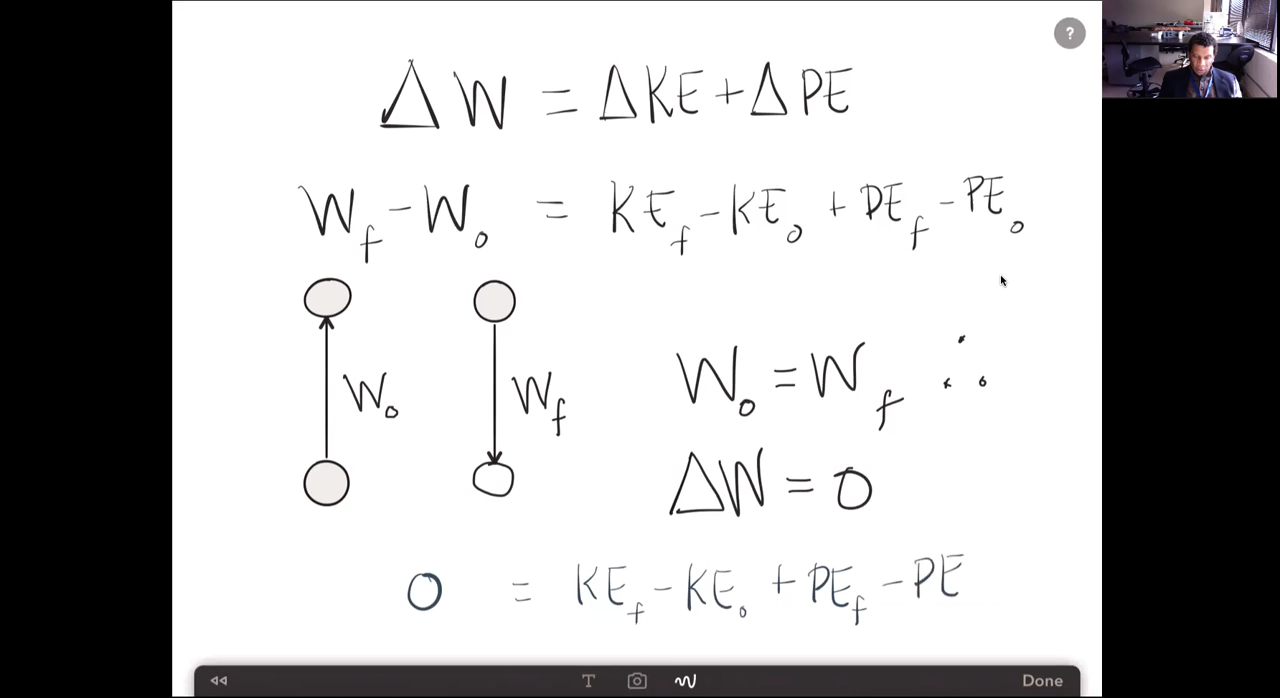 ?
ΔW = ΔKE + ΔPE
W_f - W_o = KE_f - KE_o + PE_f - PE_o
W_o W_f W_o = W_f ∴
ΔW = 0
0 = KE_f - KE_o + PE_f - PE
T Done